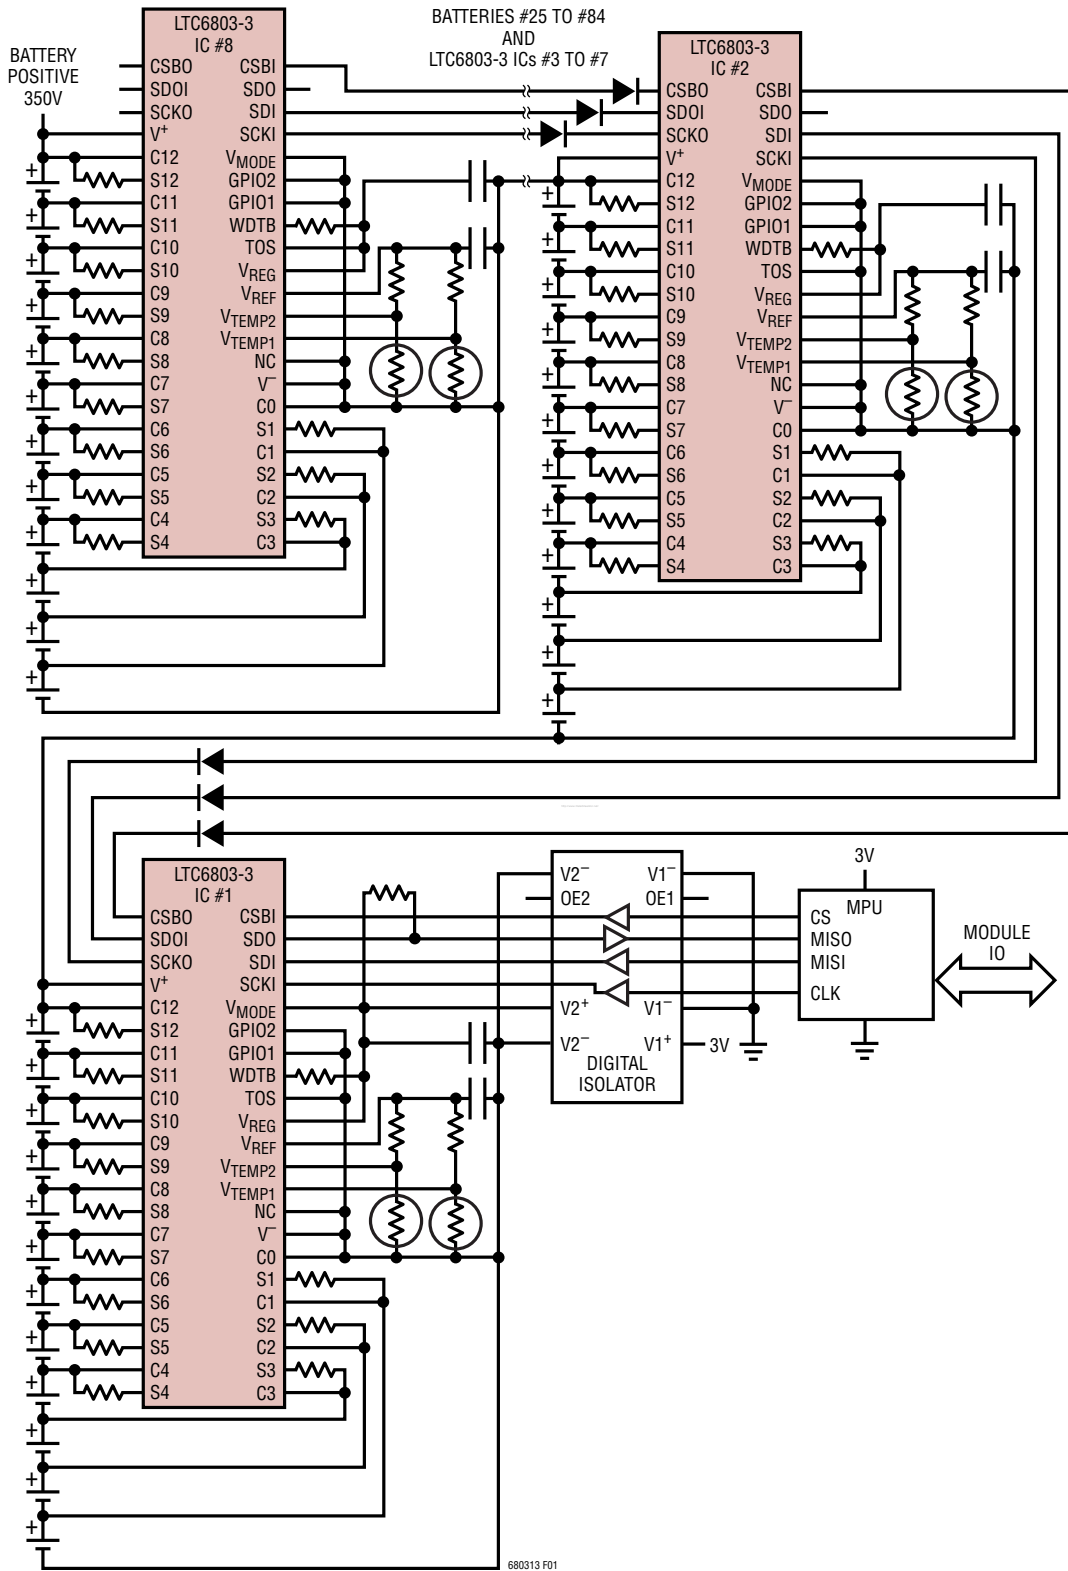 BATTERIES #25 TO #84
AND
LTC6803-3 ICs #3 TO #7
BATTERY
POSITIVE
350V
LTC6803-3
IC #8
CSBO CSBI
SDOI SDO
SCKO SDI
V+ SCKI
C12 VMODE
S12 GPIO2
C11 GPIO1
S11 WDTB
C10 TOS
S10 VREG
C9 VREF
S9 VTEMP2
C8 VTEMP1
S8 NC
C7 V–
S7 C0
C6 S1
S6 C1
C5 S2
S5 C2
C4 S3
S4 C3
+
+
+
+
+
+
+
+
+
+
+
+
LTC6803-3
IC #2
CSBO CSBI
SDOI SDO
SCKO SDI
V+ SCKI
C12 VMODE
S12 GPIO2
C11 GPIO1
S11 WDTB
C10 TOS
S10 VREG
C9 VREF
S9 VTEMP2
C8 VTEMP1
S8 NC
C7 V–
S7 C0
C6 S1
S6 C1
C5 S2
S5 C2
C4 S3
S4 C3
+
+
+
+
+
+
+
+
+
+
+
+
LTC6803-3
IC #1
CSBO CSBI
SDOI SDO
SCKO SDI
V+ SCKI
C12 VMODE
S12 GPIO2
C11 GPIO1
S11 WDTB
C10 TOS
S10 VREG
C9 VREF
S9 VTEMP2
C8 VTEMP1
S8 NC
C7 V–
S7 C0
C6 S1
S6 C1
C5 S2
S5 C2
C4 S3
S4 C3
+
+
+
+
+
+
+
+
+
+
+
+
V2– V1–
OE2 OE1
V2+ V1–
V2– V1+
DIGITAL
ISOLATOR
3V
3V
MPU
CS
MISO
MISI
CLK
MODULE
IO
680313 F01